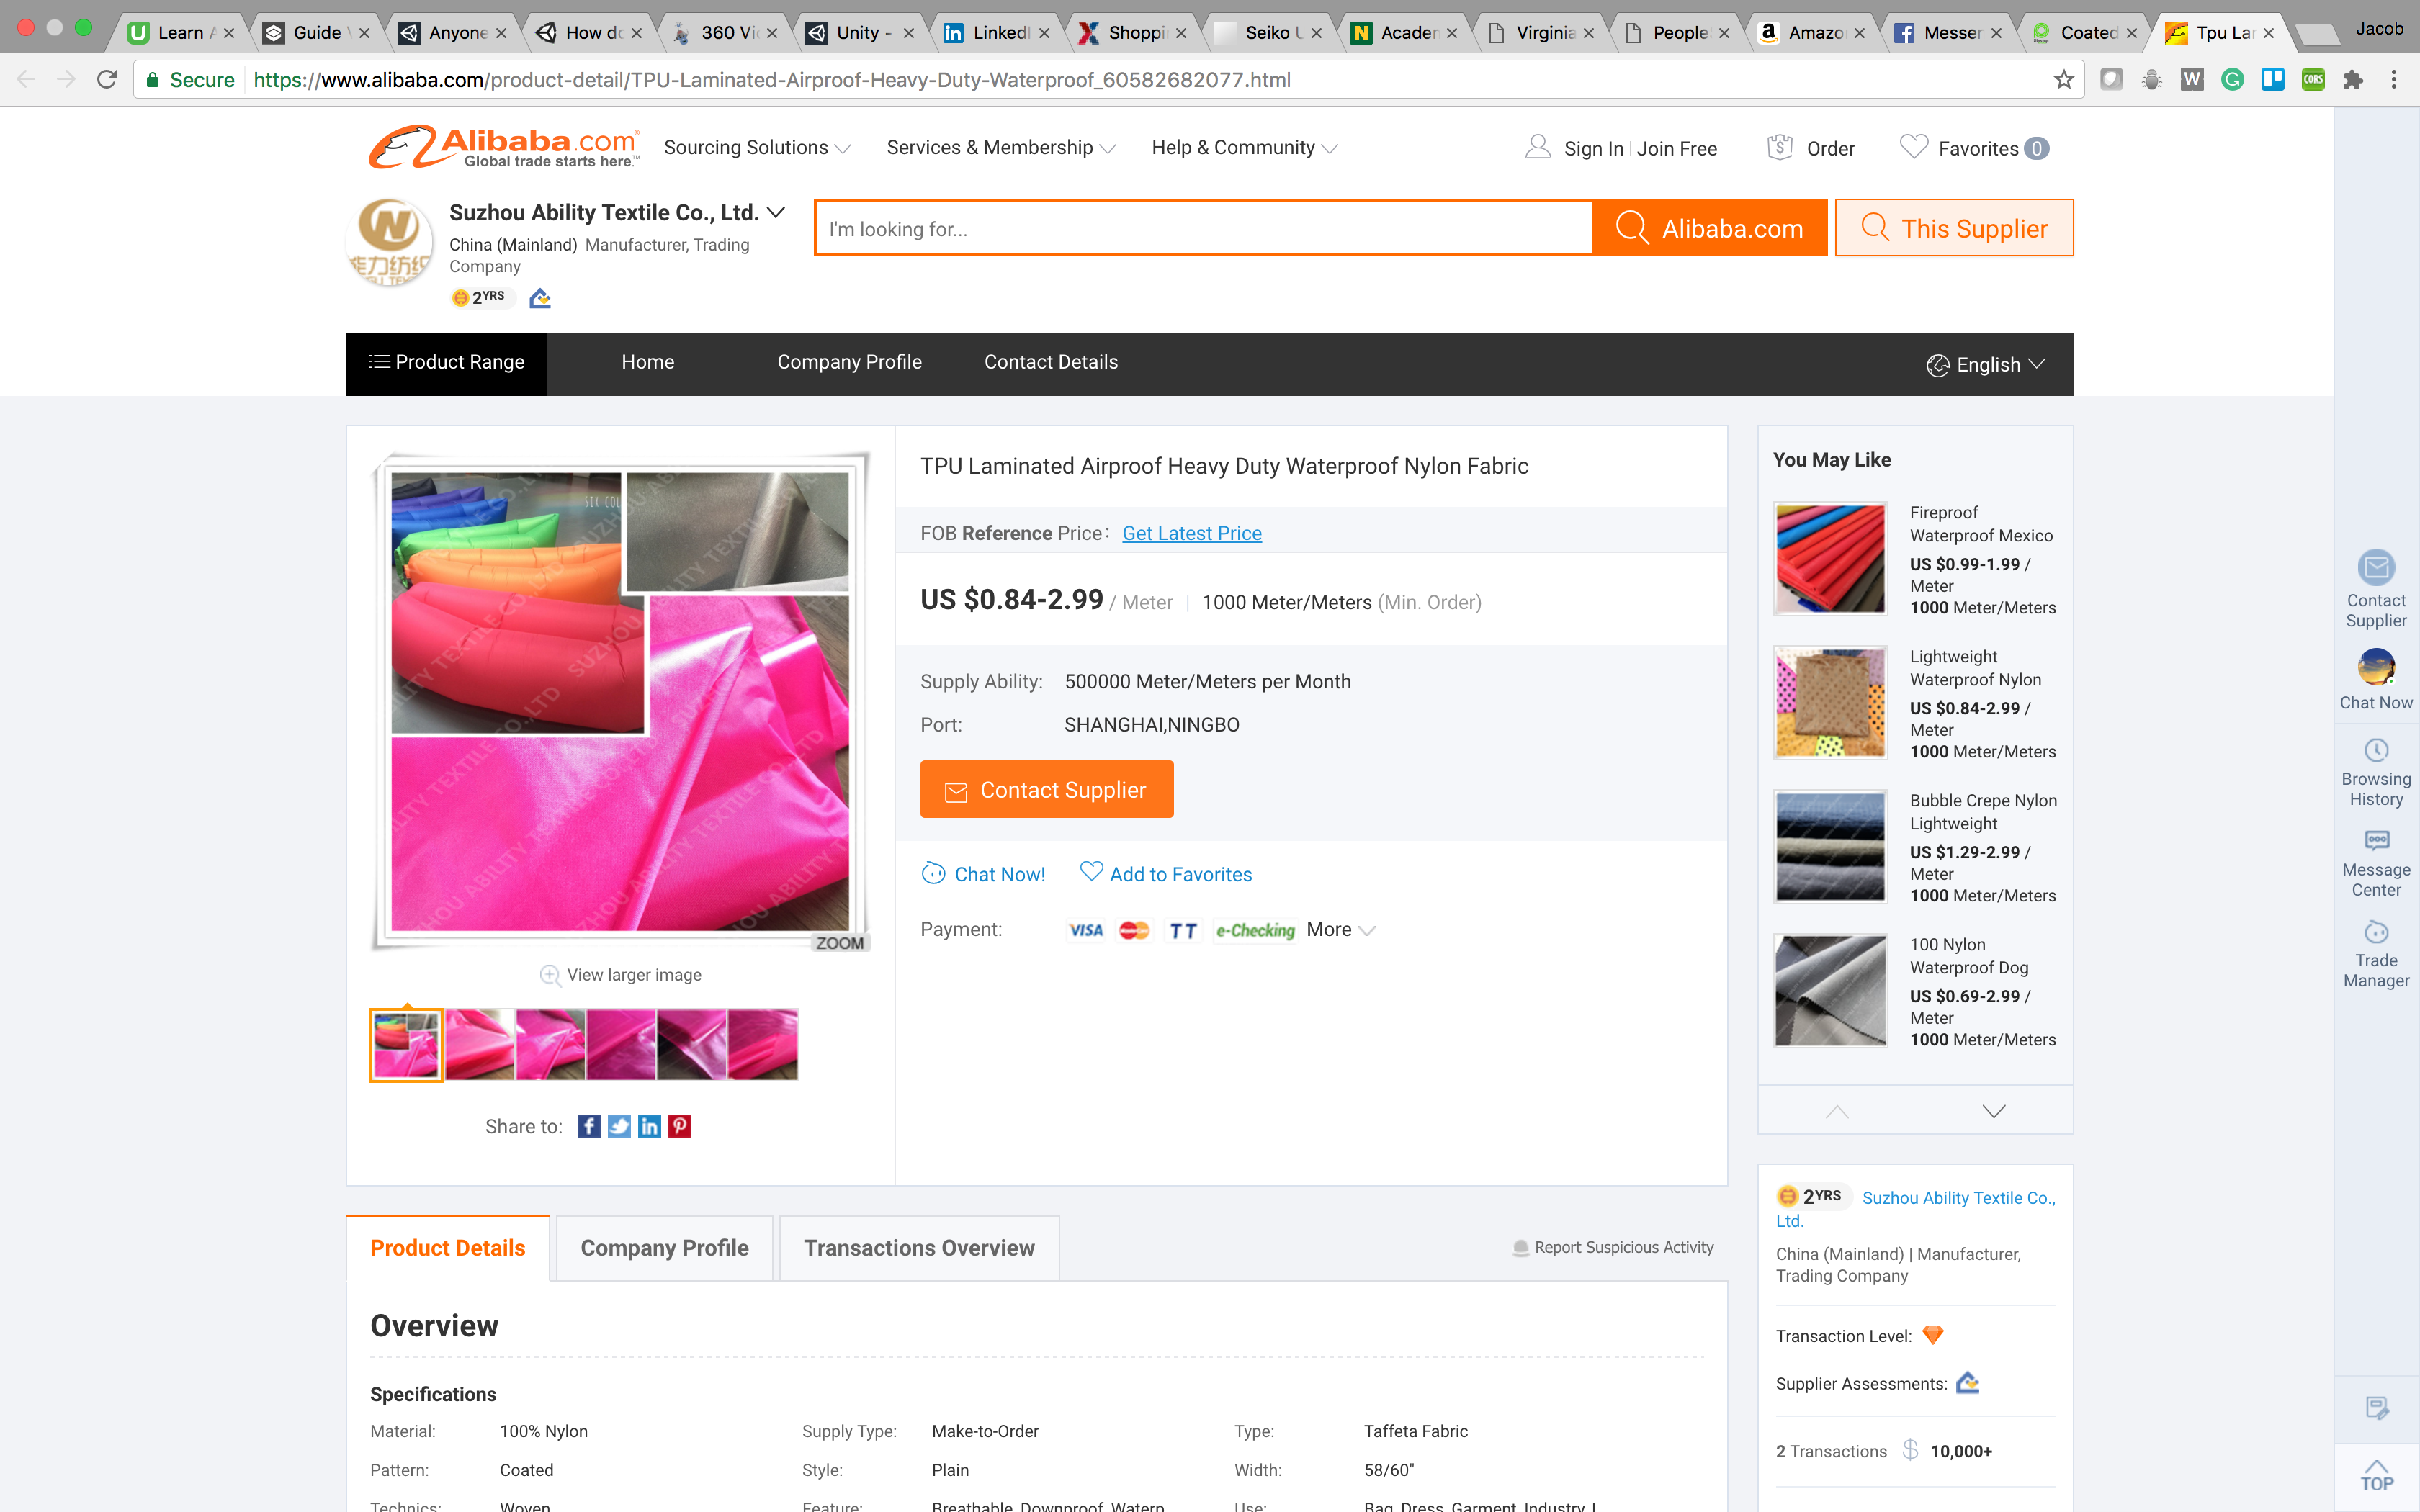 Learn A
Guide
Anyone
How do
360 Vi
Unity -
LinkedI
Shoppi
Seiko U
Acader
Virginia
People
Amazo
Messer
Coated
Tpu Lar
Jacob
Secure
https://www.alibaba.com/product-detail/TPU-Laminated-Airproof-Heavy-Duty-Waterproof_60582682077.html
W
CORS
Alibaba.com®
Global trade starts here.™
Sourcing Solutions
Services & Membership
Help & Community
Sign In | Join Free
Order
Favorites 0
Suzhou Ability Textile Co., Ltd.
China (Mainland) Manufacturer, Trading
Company
2 YRS
I'm looking for...
Alibaba.com
This Supplier
Product Range
Home
Company Profile
Contact Details
English
ZOOM
View larger image
Share to:
TPU Laminated Airproof Heavy Duty Waterproof Nylon Fabric
FOB Reference Price: Get Latest Price
US $0.84-2.99 / Meter | 1000 Meter/Meters (Min. Order)
Supply Ability: 500000 Meter/Meters per Month
Port: SHANGHAI,NINGBO
Contact Supplier
Chat Now!
Add to Favorites
Payment: VISA TT e-Checking More
You May Like
Fireproof
Waterproof Mexico
US $0.99-1.99 /
Meter
1000 Meter/Meters
Lightweight
Waterproof Nylon
US $0.84-2.99 /
Meter
1000 Meter/Meters
Bubble Crepe Nylon
Lightweight
US $1.29-2.99 /
Meter
1000 Meter/Meters
100 Nylon
Waterproof Dog
US $0.69-2.99 /
Meter
1000 Meter/Meters
Contact
Supplier
Chat Now
Browsing
History
Message
Center
Trade
Manager
TOP
Product Details
Company Profile
Transactions Overview
Report Suspicious Activity
Overview
Specifications
Material: 100% Nylon
Supply Type: Make-to-Order
Type: Taffeta Fabric
Pattern: Coated
Style: Plain
Width: 58/60"
Technics: Woven
Feature: Breathable, Downproof, Waterp
Use: Bag, Dress, Garment, Industry, I
2 YRS Suzhou Ability Textile Co.,
Ltd.
China (Mainland) | Manufacturer,
Trading Company
Transaction Level:
Supplier Assessments:
2 Transactions $ 10,000+